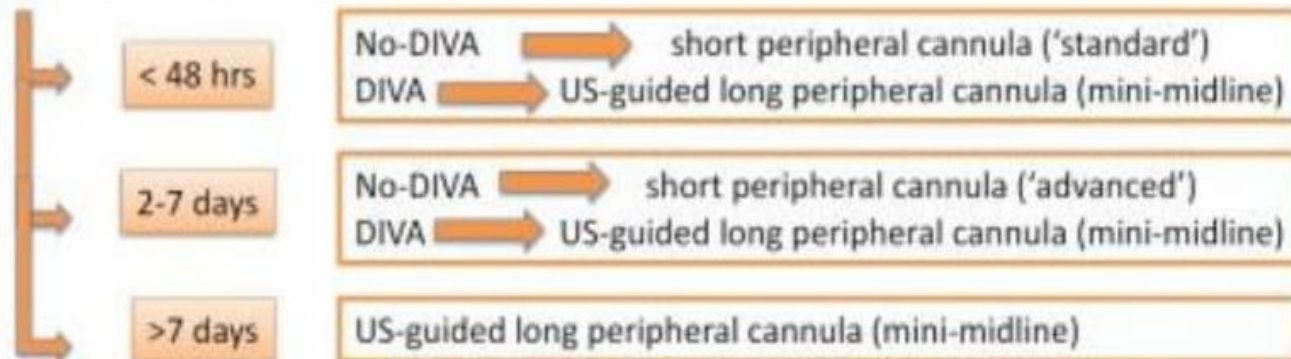 < 48 hrs
No-DIVA short peripheral cannula ('standard')
DIVA US-guided long peripheral cannula (mini-midline)
2-7 days
No-DIVA short peripheral cannula ('advanced')
DIVA US-guided long peripheral cannula (mini-midline)
>7 days
US-guided long peripheral cannula (mini-midline)